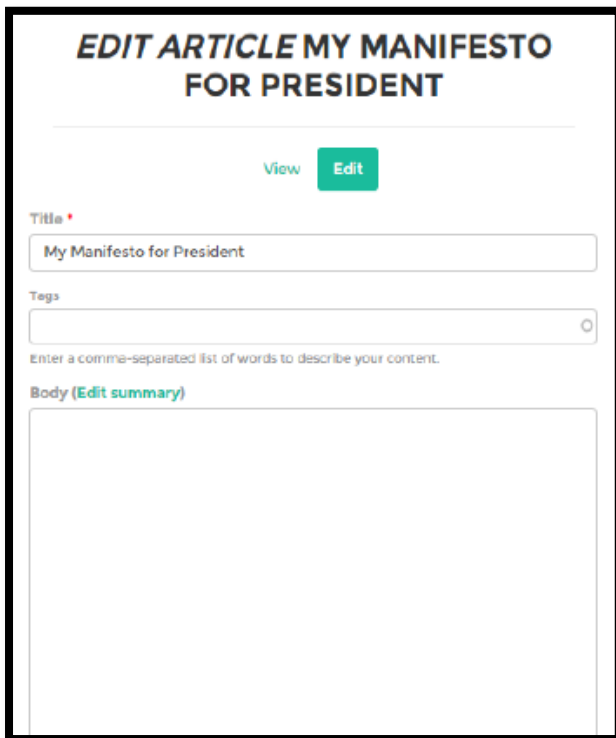 EDIT ARTICLE MY MANIFESTO
FOR PRESIDENT
View Edit
Title *
My Manifesto for President
Tags
Enter a comma-separated list of words to describe your content.
Body (Edit summary)